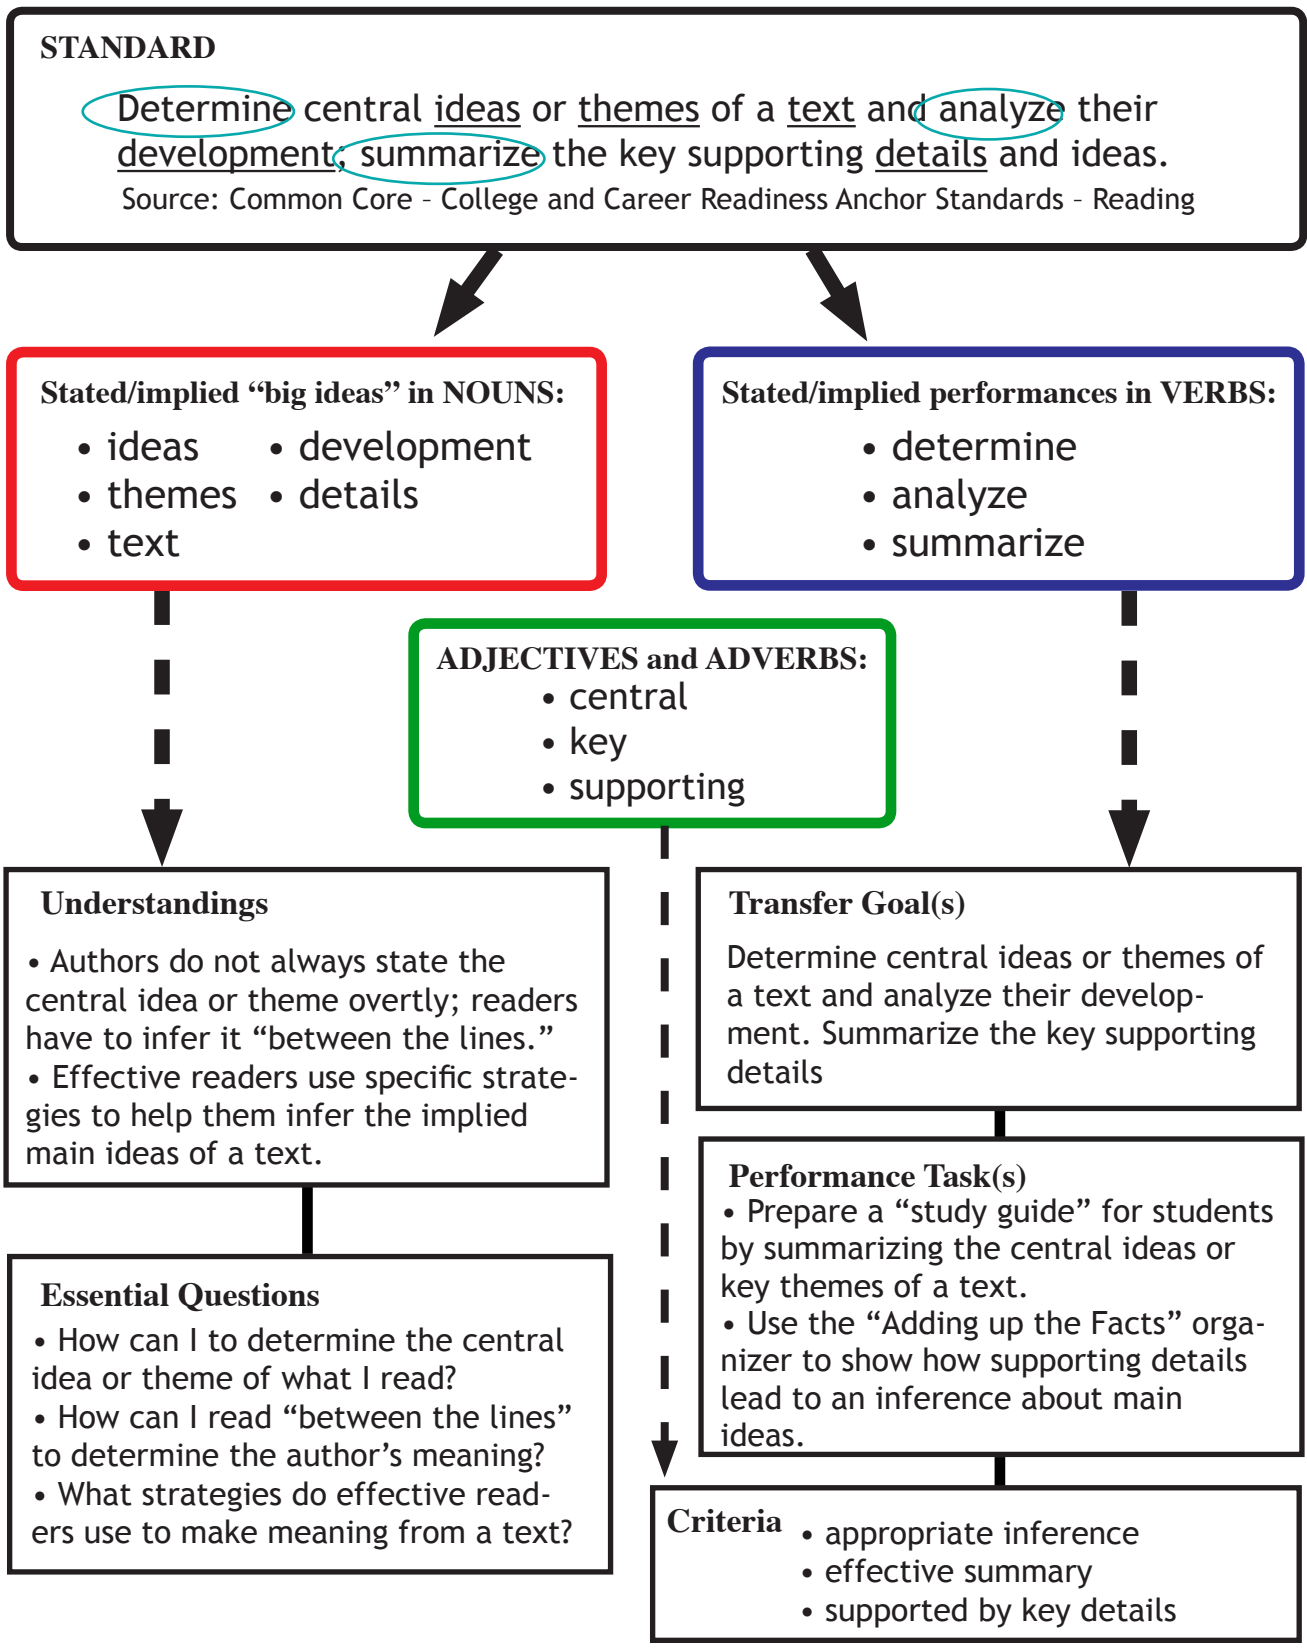 STANDARD
Determine central ideas or themes of a text and analyze their
development; summarize the key supporting details and ideas.
Source: Common Core – College and Career Readiness Anchor Standards – Reading
Stated/implied “big ideas” in NOUNS:
• ideas
• themes
• text
• development
• details
Stated/implied performances in VERBS:
• determine
• analyze
• summarize
ADJECTIVES and ADVERBS:
• central
• key
• supporting
Understandings
• Authors do not always state the
central idea or theme overtly; readers
have to infer it “between the lines.”
• Effective readers use specific strate-
gies to help them infer the implied
main ideas of a text.
Essential Questions
• How can I to determine the central
idea or theme of what I read?
• How can I read “between the lines”
to determine the author’s meaning?
• What strategies do effective read-
ers use to make meaning from a text?
Transfer Goal(s)
Determine central ideas or themes of
a text and analyze their develop-
ment. Summarize the key supporting
details
Performance Task(s)
• Prepare a “study guide” for students
by summarizing the central ideas or
key themes of a text.
• Use the “Adding up the Facts” orga-
nizer to show how supporting details
lead to an inference about main
ideas.
Criteria
• appropriate inference
• effective summary
• supported by key details